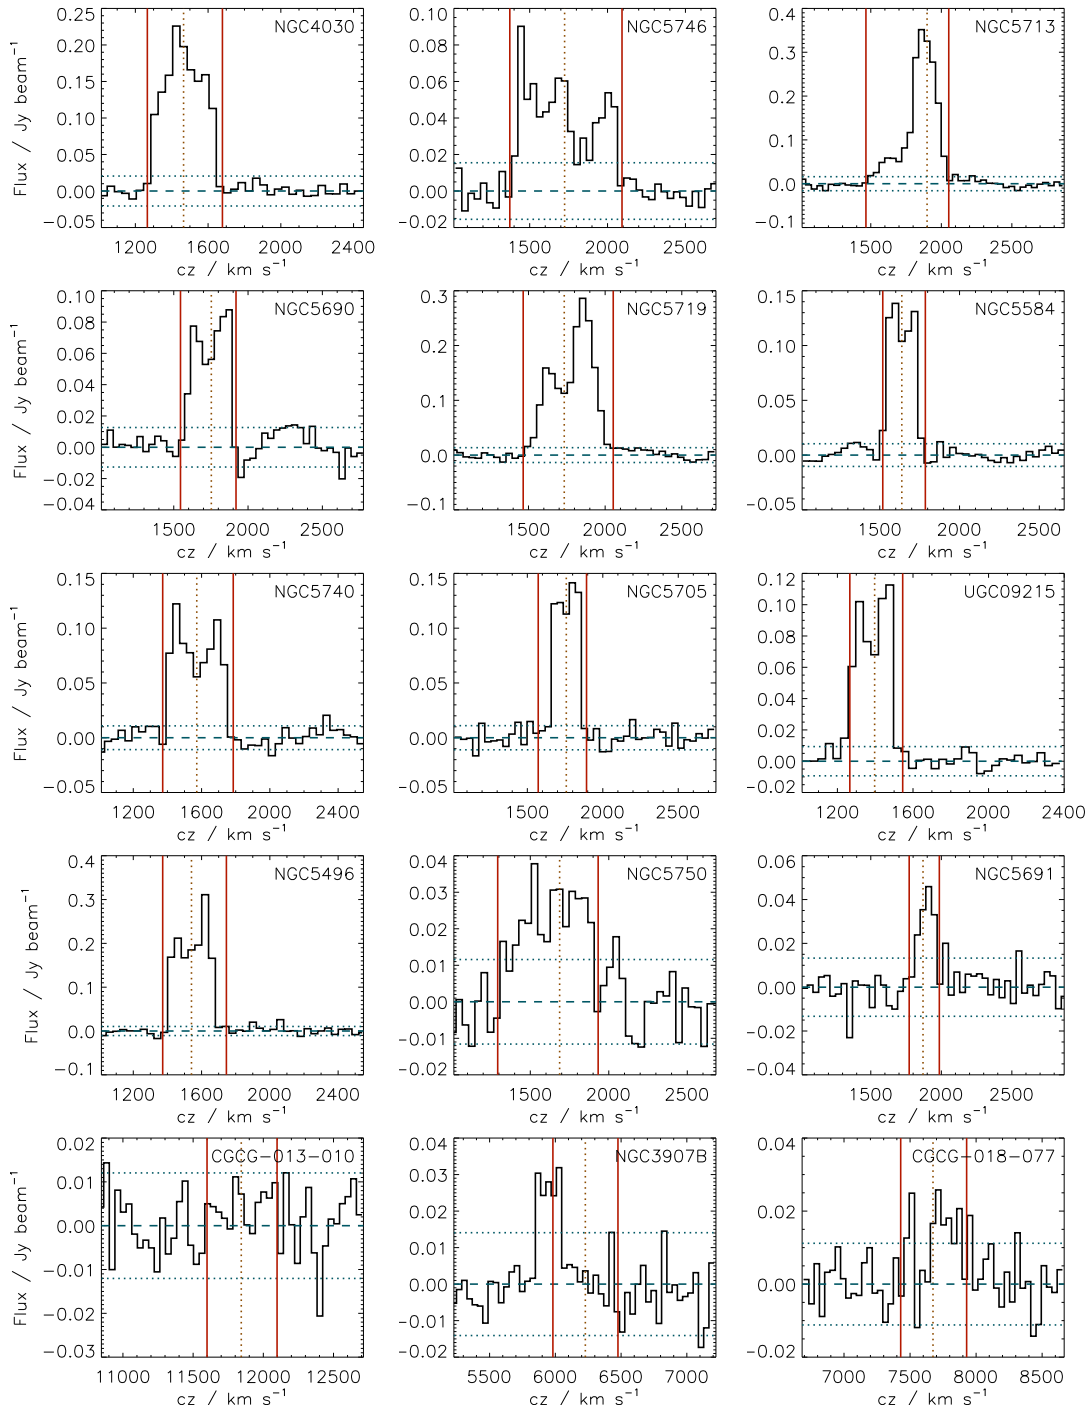 NGC4030
0.25
0.20
0.15
0.10
0.05
0.00
−0.05
Flux / Jy beam⁻¹
1200 1600 2000 2400
cz / km s⁻¹
NGC5746
0.10
0.08
0.06
0.04
0.02
0.00
−0.02
1500 2000 2500
cz / km s⁻¹
NGC5713
0.4
0.3
0.2
0.1
0.0
−0.1
1500 2000 2500
cz / km s⁻¹
NGC5690
0.10
0.08
0.06
0.04
0.02
0.00
−0.02
−0.04
Flux / Jy beam⁻¹
1500 2000 2500
cz / km s⁻¹
NGC5719
0.3
0.2
0.1
0.0
−0.1
1500 2000 2500
cz / km s⁻¹
NGC5584
0.15
0.10
0.05
0.00
−0.05
1500 2000 2500
cz / km s⁻¹
NGC5740
0.15
0.10
0.05
0.00
−0.05
Flux / Jy beam⁻¹
1200 1600 2000 2400
cz / km s⁻¹
NGC5705
0.15
0.10
0.05
0.00
−0.05
1500 2000 2500
cz / km s⁻¹
UGC09215
0.12
0.10
0.08
0.06
0.04
0.02
0.00
−0.02
1200 1600 2000 2400
cz / km s⁻¹
NGC5496
0.4
0.3
0.2
0.1
0.0
−0.1
Flux / Jy beam⁻¹
1200 1600 2000 2400
cz / km s⁻¹
NGC5750
0.04
0.03
0.02
0.01
0.00
−0.01
−0.02
1500 2000 2500
cz / km s⁻¹
NGC5691
0.06
0.04
0.02
0.00
−0.02
−0.04
1500 2000 2500
cz / km s⁻¹
CGCG−013−010
0.02
0.01
0.00
−0.01
−0.02
−0.03
Flux / Jy beam⁻¹
11000 11500 12000 12500
cz / km s⁻¹
NGC3907B
0.04
0.03
0.02
0.01
0.00
−0.01
−0.02
5500 6000 6500 7000
cz / km s⁻¹
CGCG−018−077
0.04
0.02
0.00
−0.02
7000 7500 8000 8500
cz / km s⁻¹